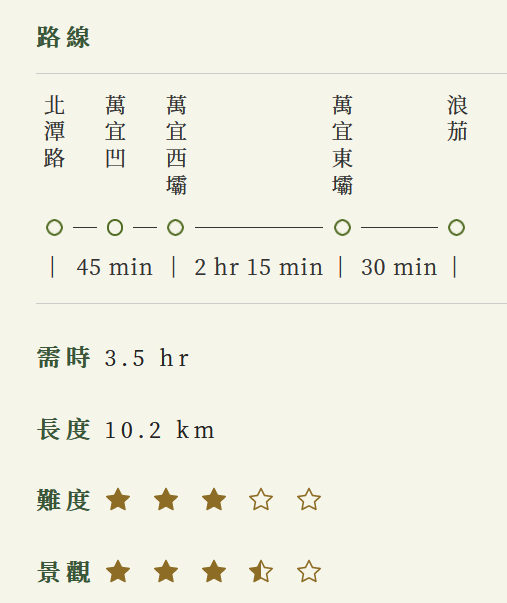 路線
北潭路
萬宜凹
萬宜西壩
萬宜東壩
浪茄
| 45 min | 2 hr 15 min | 30 min |
需時 3.5 hr
長度 10.2 km
難度 ★★★☆☆
景觀